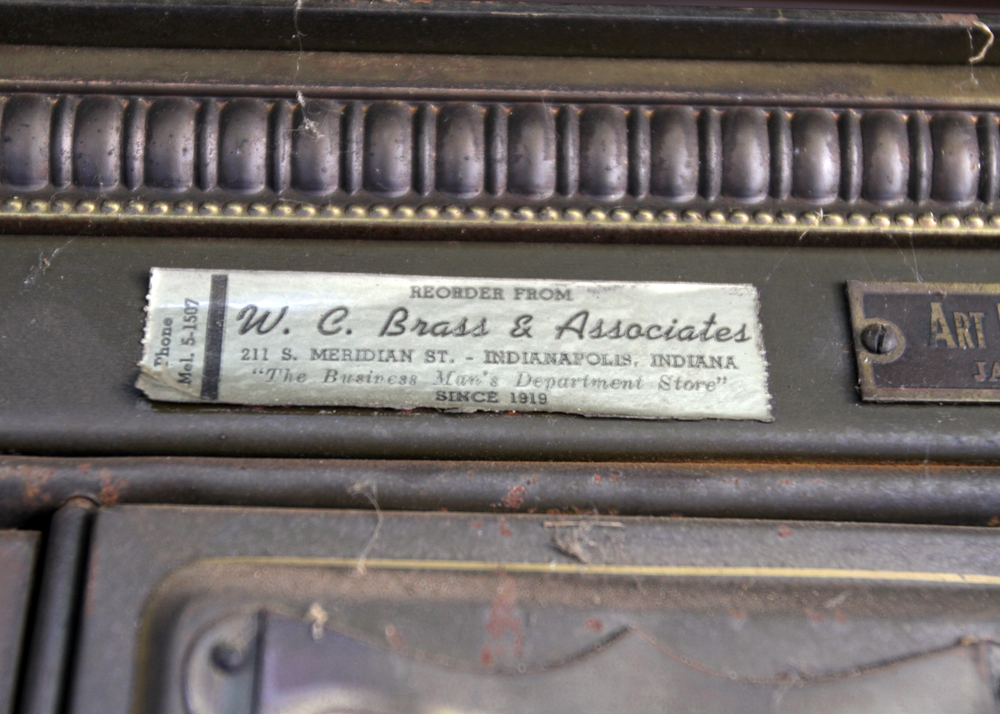 Phone
Mel. 5-1507
REORDER FROM
W. C. Brass & Associates
211 S. MERIDIAN ST. - INDIANAPOLIS, INDIANA
"The Business Man's Department Store"
SINCE 1919
ART
JA